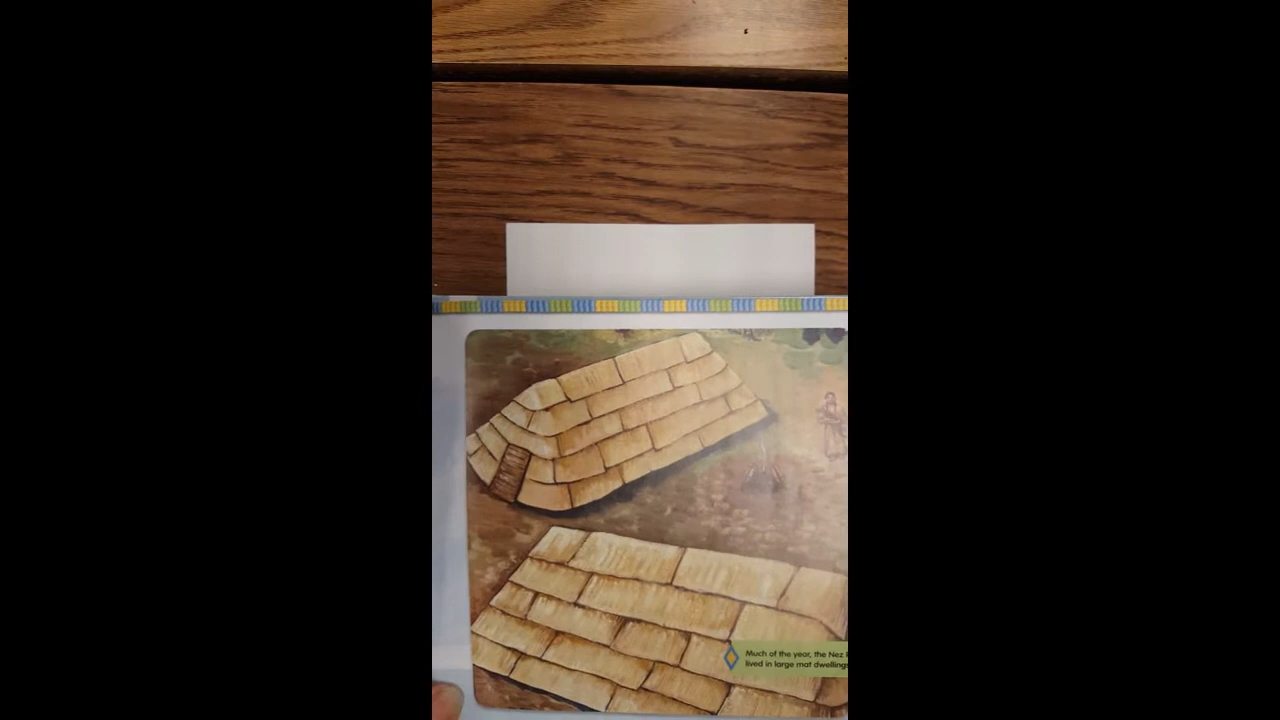 Much of the year, the Nez
lived in large mat dwellings